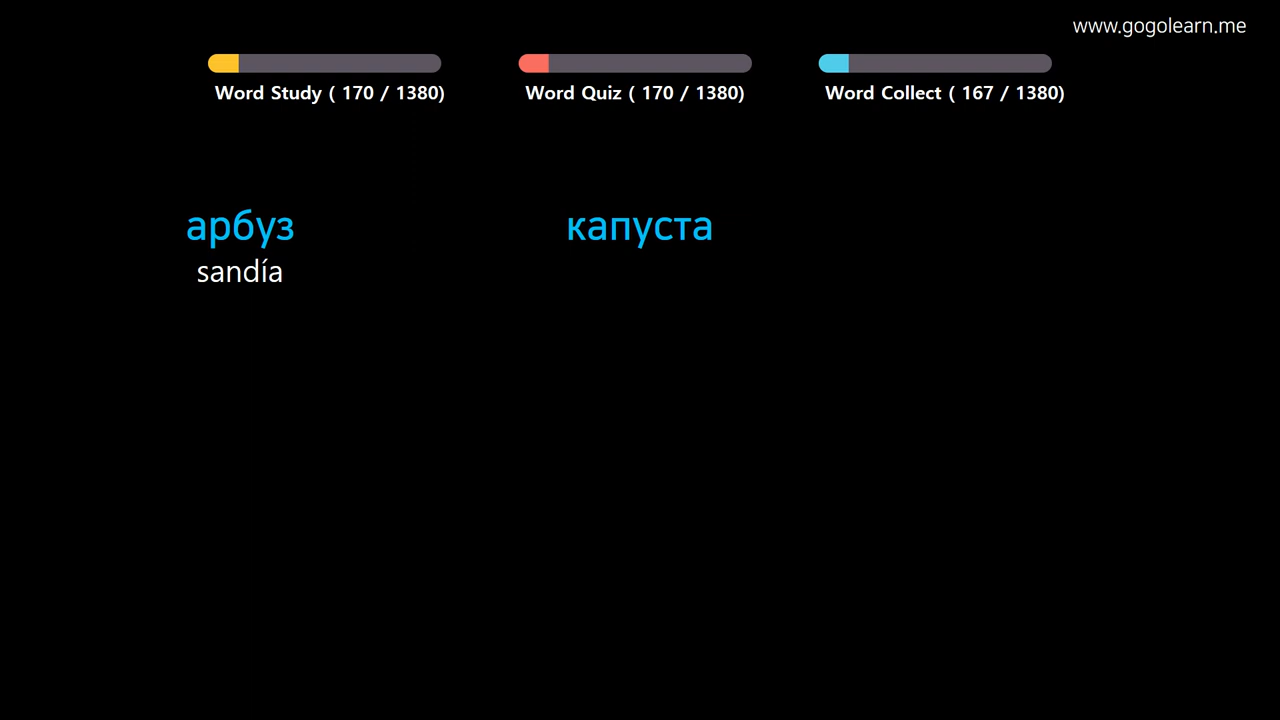 www.gogolearn.me
Word Study ( 170 / 1380)
Word Quiz ( 170 / 1380)
Word Collect ( 167 / 1380)
арбуз
sandía
капуста